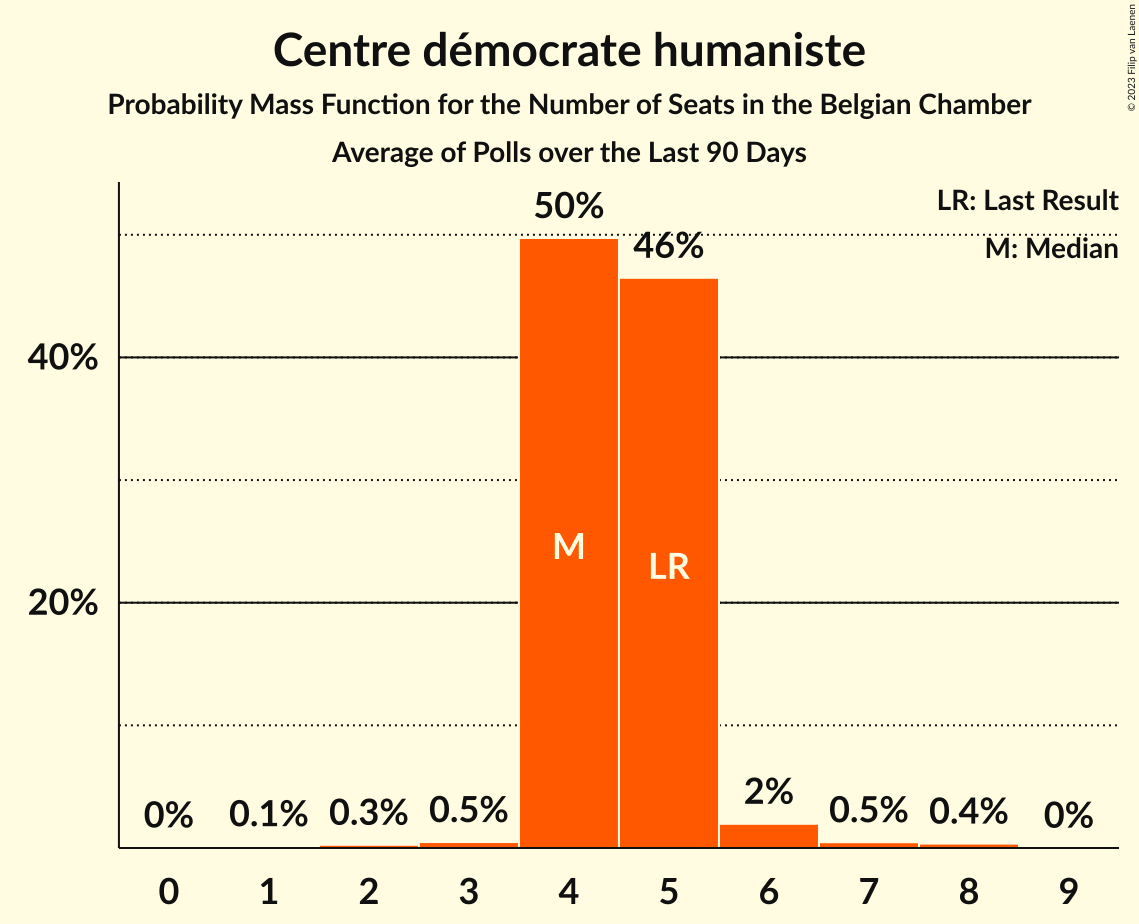 Centre démocrate humaniste
Probability Mass Function for the Number of Seats in the Belgian Chamber
Average of Polls over the Last 90 Days
© 2023 Filip van Laenen
LR: Last Result
M: Median
50%
46%
40%
20%
M
LR
0%
0.1%
0.3%
0.5%
2%
0.5%
0.4%
0%
0 1 2 3 4 5 6 7 8 9